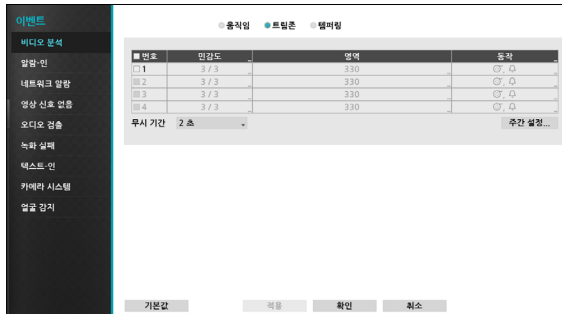 이벤트
비디오 분석
알람-인
네트워크 알람
영상 신호 없음
오디오 검출
녹화 실패
텍스트-인
카메라 시스템
얼굴 감지
움직임 트립존 템퍼링
번호 민감도 영역 동작
1 3 / 3 330
2 3 / 3 330
3 3 / 3 330
4 3 / 3 330
무시 기간 2 초 주간 설정...
기본값 적용 확인 취소